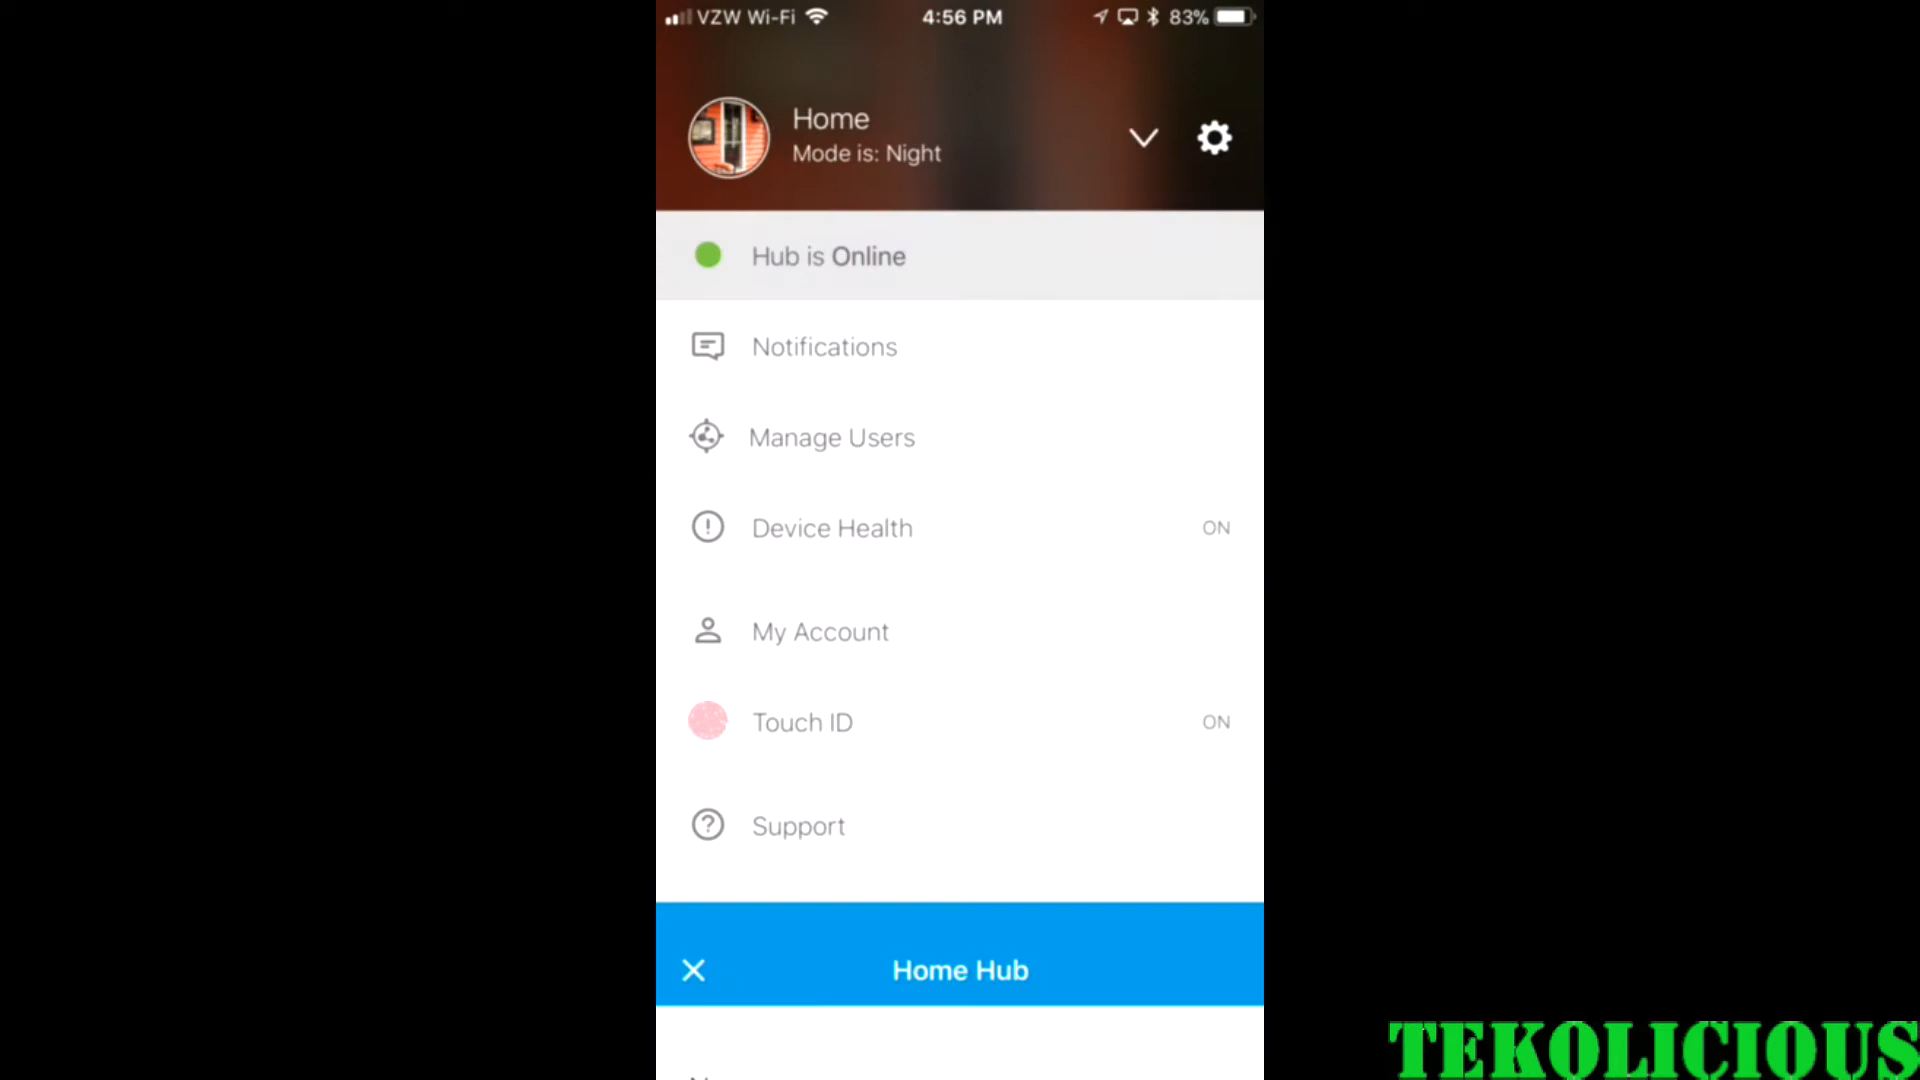 VZW Wi-Fi 4:56 PM 83%
Home
Mode is: Night
Hub is Online
Notifications
Manage Users
Device Health ON
My Account
Touch ID ON
Support
Home Hub
TEKOLICIOUS